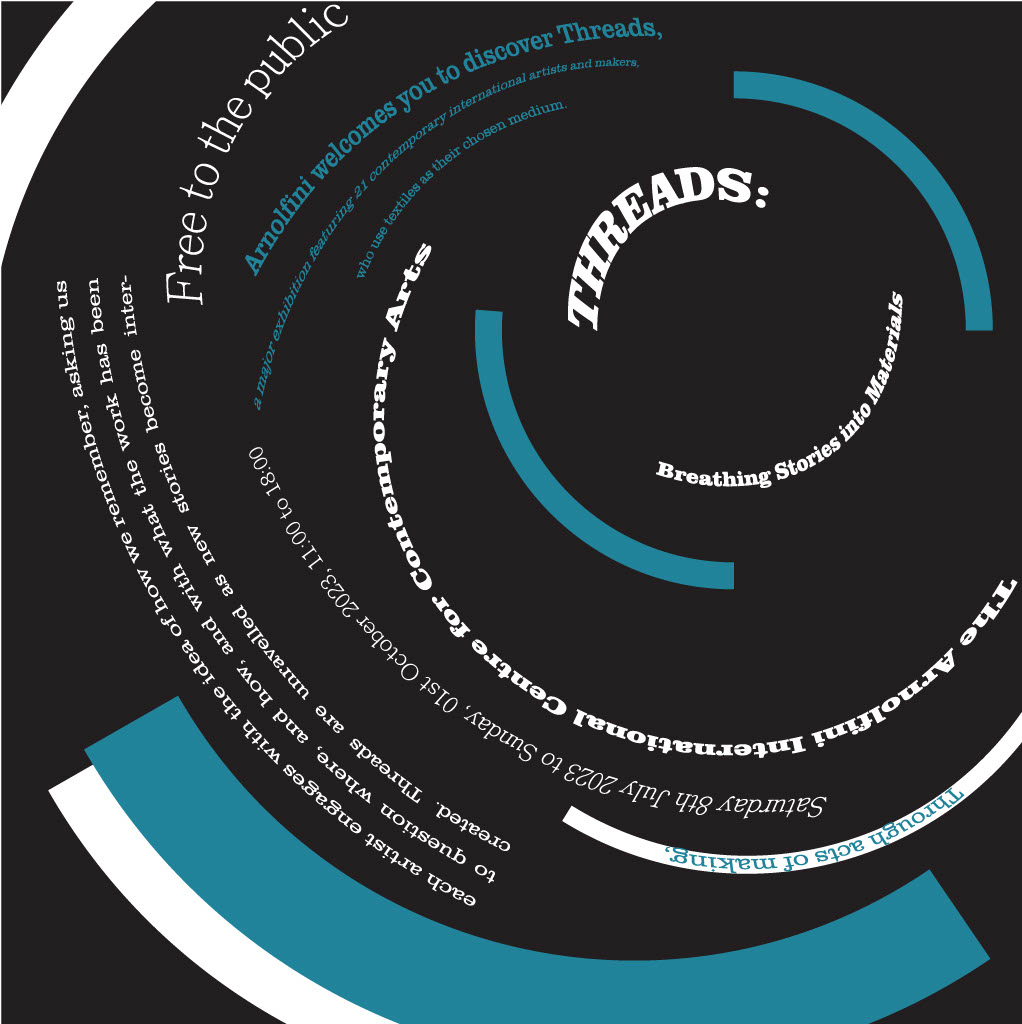 THREADS:
Breathing Stories into Materials
The Arnolfini International Centre for Contemporary Arts
Saturday 8th July 2023 to Sunday, 01st October 2023, 11:00 to 18:00
Free to the public
Arnolfini welcomes you to discover Threads,
a major exhibition featuring 21 contemporary international artists and makers,
who use textiles as their chosen medium.
Through acts of making,
each artist engages with the idea of how we remember, asking us
to question where, and how, and with what the work has been
created. Threads are unravelled as new stories become inter-